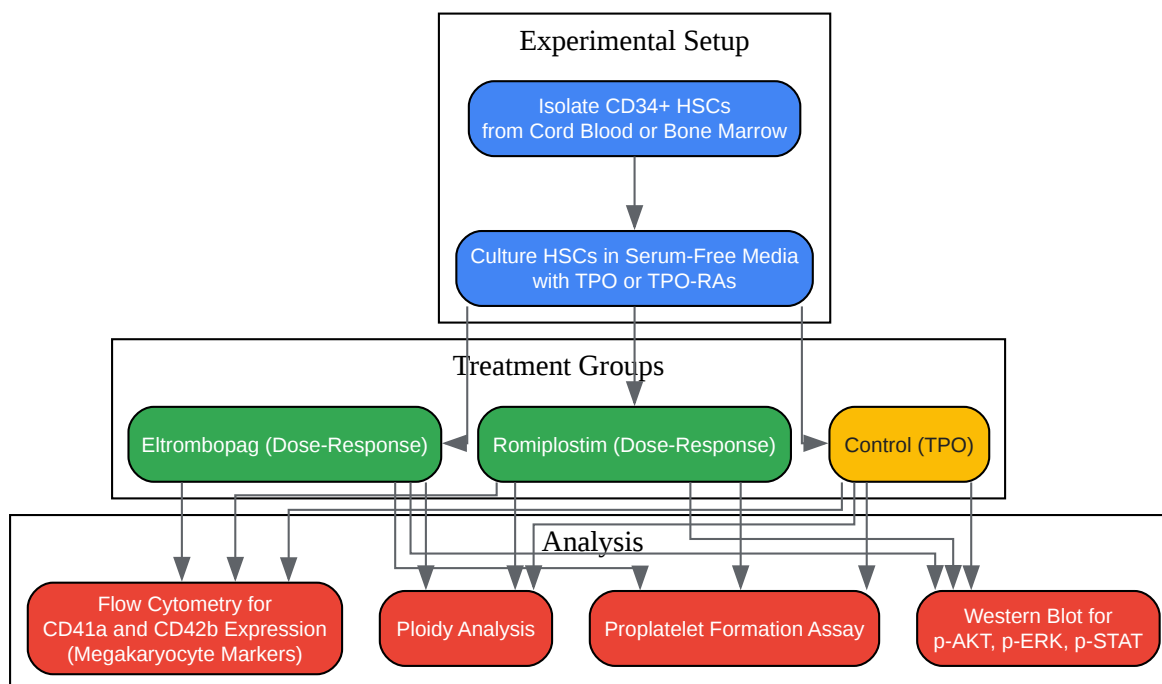 Experimental Setup
Isolate CD34+ HSCs
from Cord Blood or Bone Marrow
Culture HSCs in Serum-Free Media
with TPO or TPO-RAs
Treatment Groups
Eltrombopag (Dose-Response)
Romiplostim (Dose-Response)
Control (TPO)
Analysis
Flow Cytometry for
CD41a and CD42b Expression
(Megakaryocyte Markers)
Ploidy Analysis
Proplatelet Formation Assay
Western Blot for
p-AKT, p-ERK, p-STAT